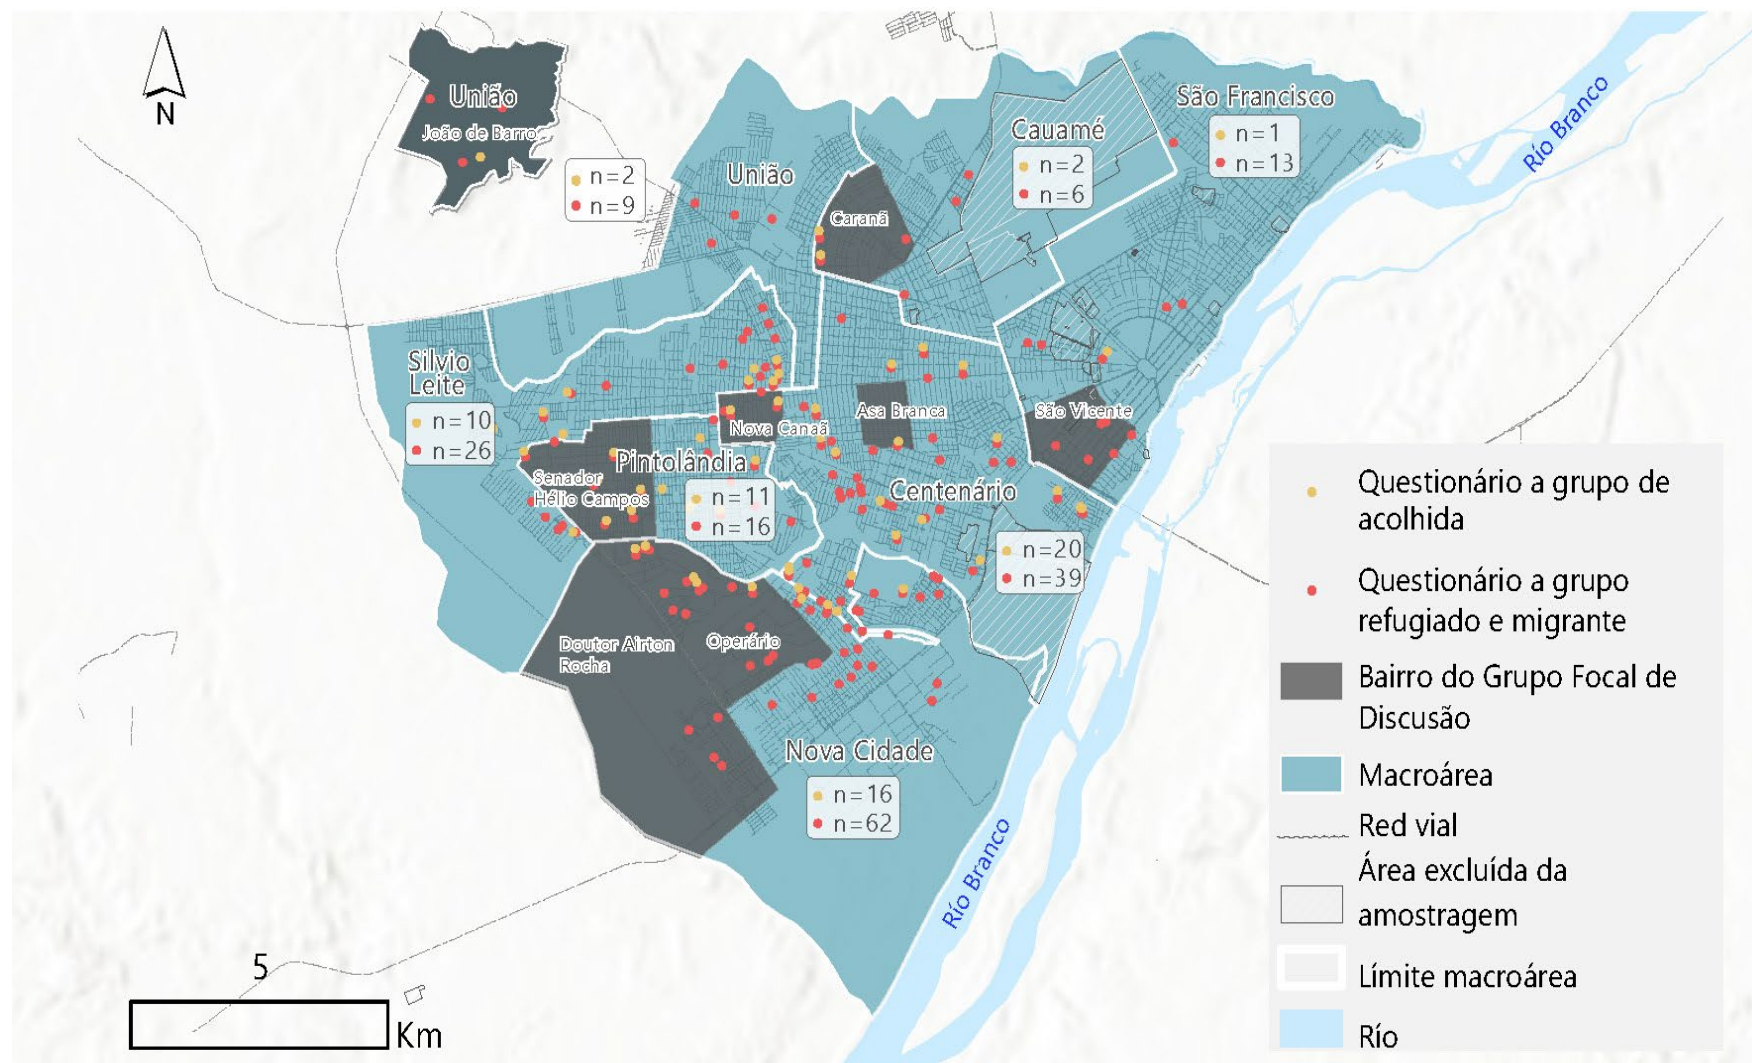 N
União
João de Barro
n=2
n=9
União
Caranã
Cauamé
n=2
n=6
São Francisco
n=1
n=13
Río Branco
Silvio
Leite
n=10
n=26
Nova Canaã
Asa Branca
São Vicente
Senador
Hélio Campos
Pintolândia
n=11
n=16
Centenário
n=20
n=39
Doutor Airton
Rocha
Operário
Nova Cidade
n=16
n=62
Río Branco
5
Km
Questionário a grupo de
acolhida
Questionário a grupo
refugiado e migrante
Bairro do Grupo Focal de
Discusão
Macroárea
Red vial
Área excluída da
amostragem
Límite macroárea
Río